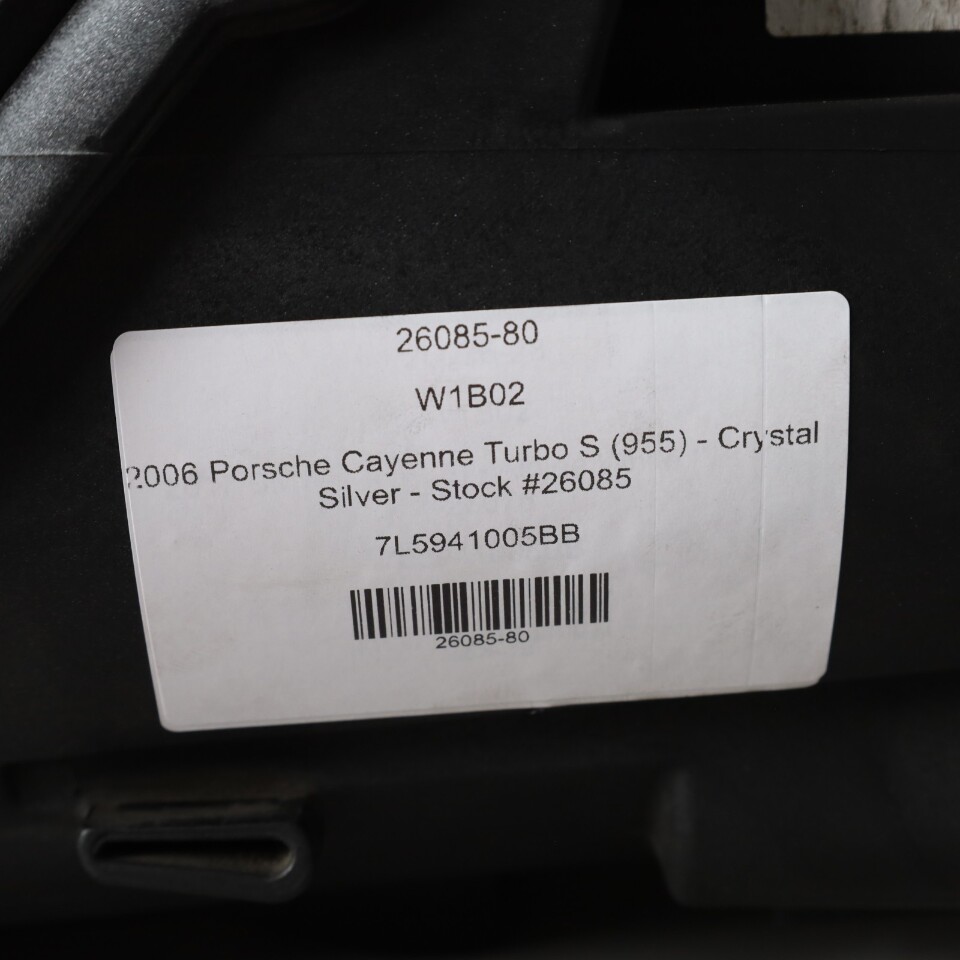 26085-80
W1B02
2006 Porsche Cayenne Turbo S (955) - Crystal
Silver - Stock #26085
7L5941005BB
26085-80